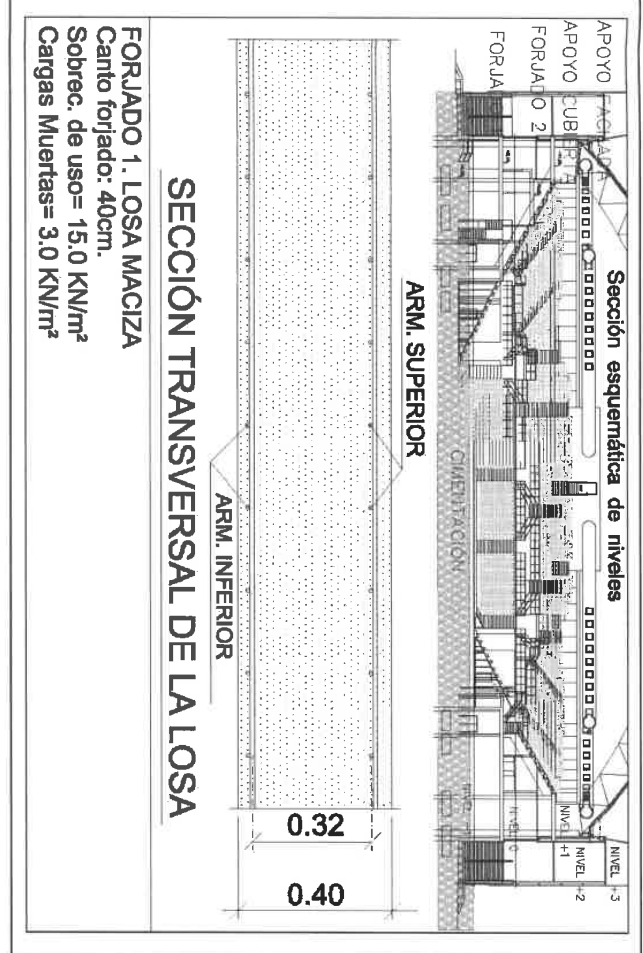 Sección esquemática de niveles
APOYO FACHADA
APOYO CUBIERTA
FORJADO 2
FORJA
NIVEL +3
NIVEL +2
NIVEL +1
NIVEL 0
CIMENTACIÓN
ARM. SUPERIOR
0.32
0.40
ARM. INFERIOR
SECCIÓN TRANSVERSAL DE LA LOSA
FORJADO 1. LOSA MACIZA
Canto forjado: 40cm.
Sobrec. de uso= 15.0 KN/m²
Cargas Muertas= 3.0 KN/m²